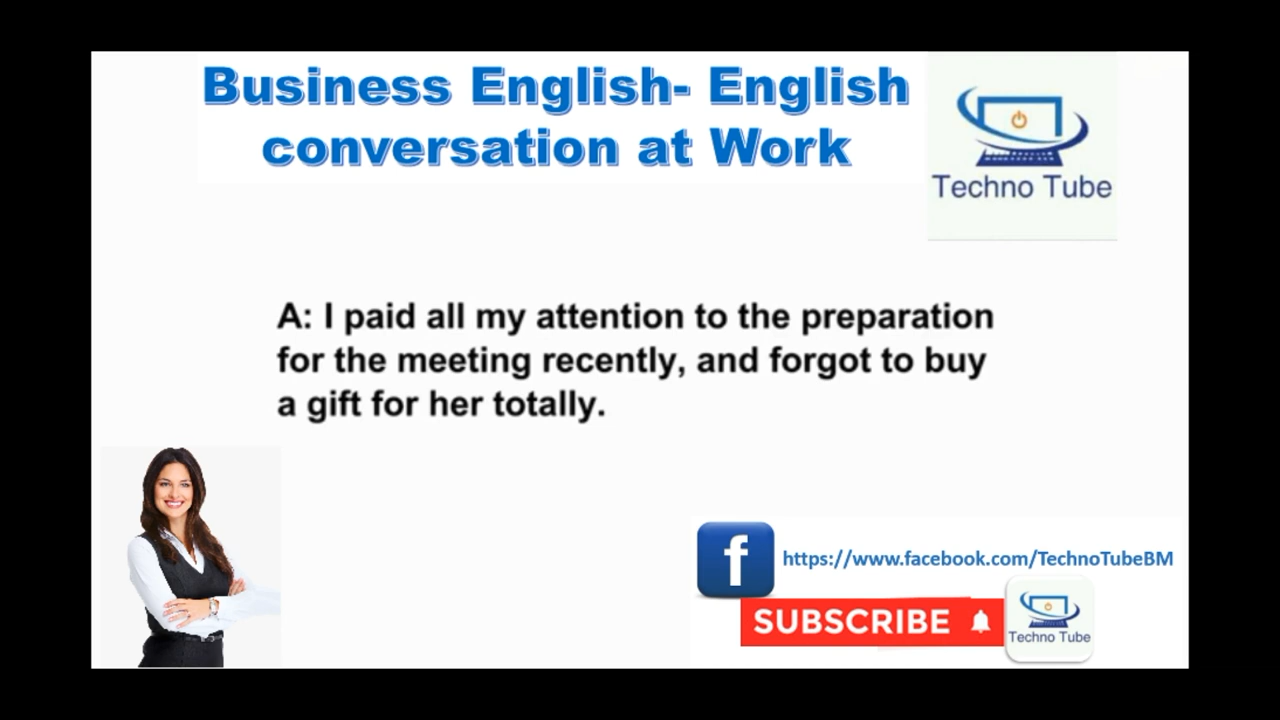 Business English- English
conversation at Work
Techno Tube
A: I paid all my attention to the preparation
for the meeting recently, and forgot to buy
a gift for her totally.
f
https://www.facebook.com/TechnoTubeBM
SUBSCRIBE
Techno Tube